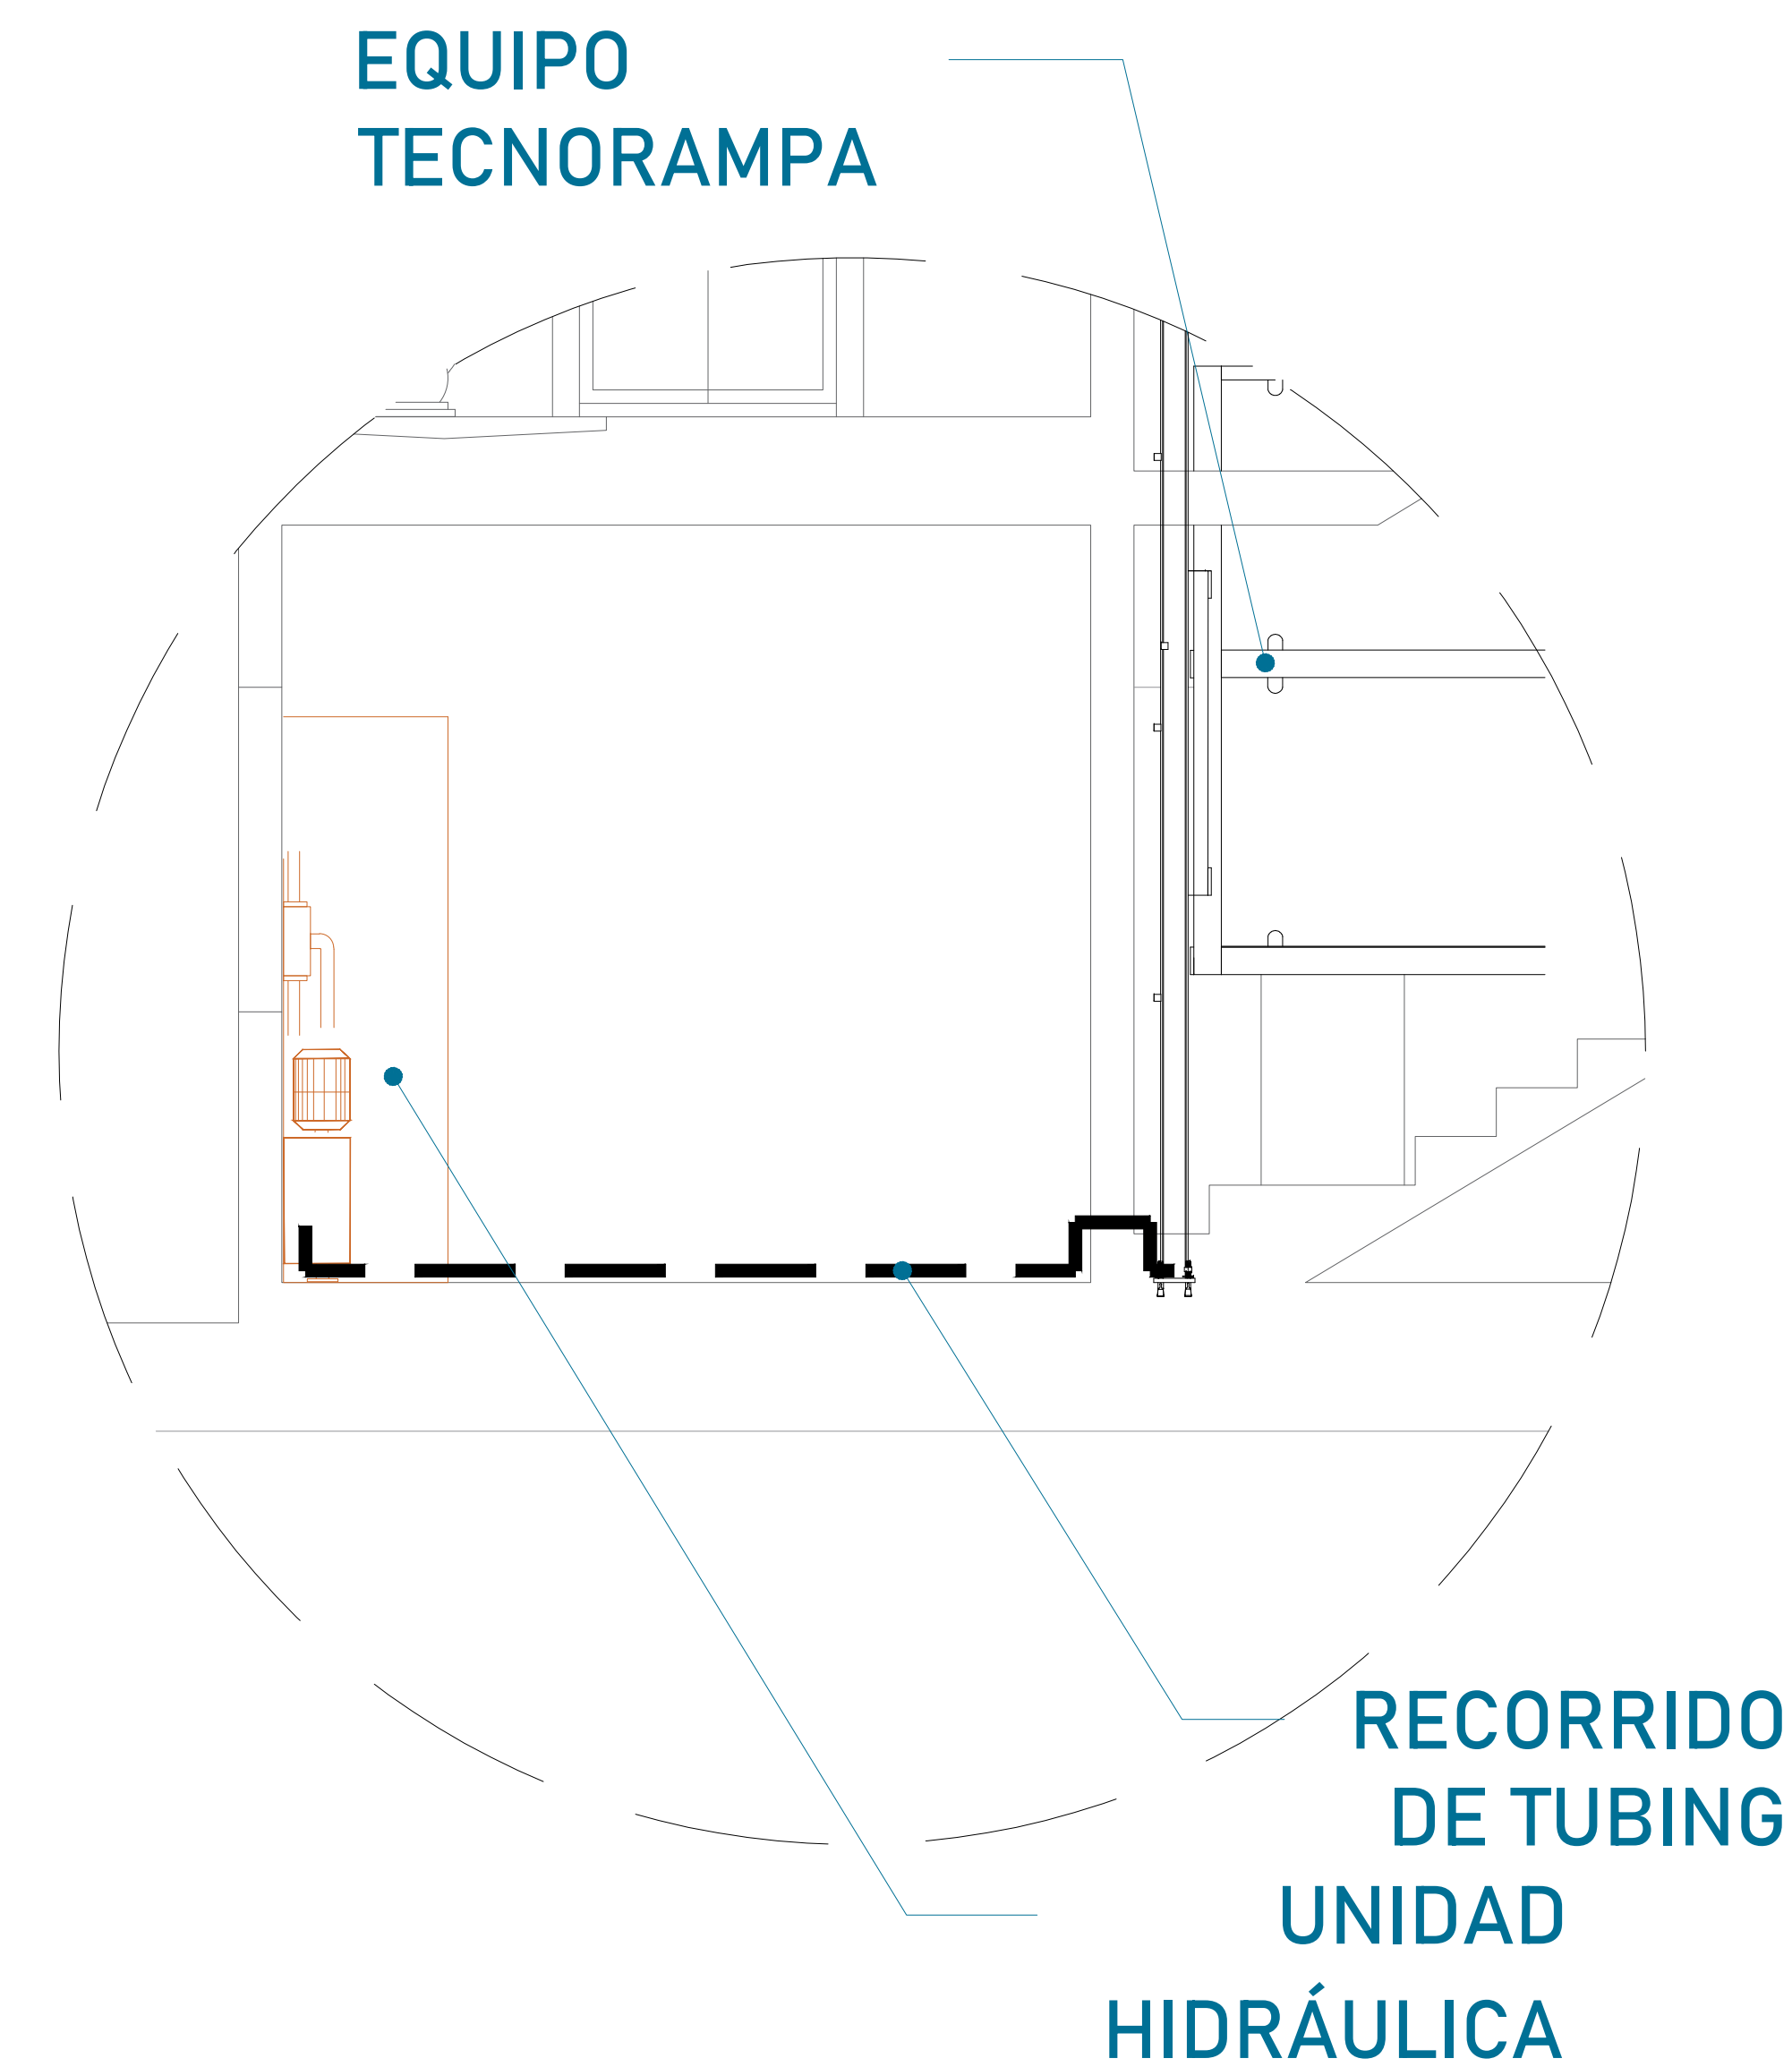 EQUIPO
TECNORAMPA
RECORRIDO
DE TUBING
UNIDAD
HIDRÁULICA